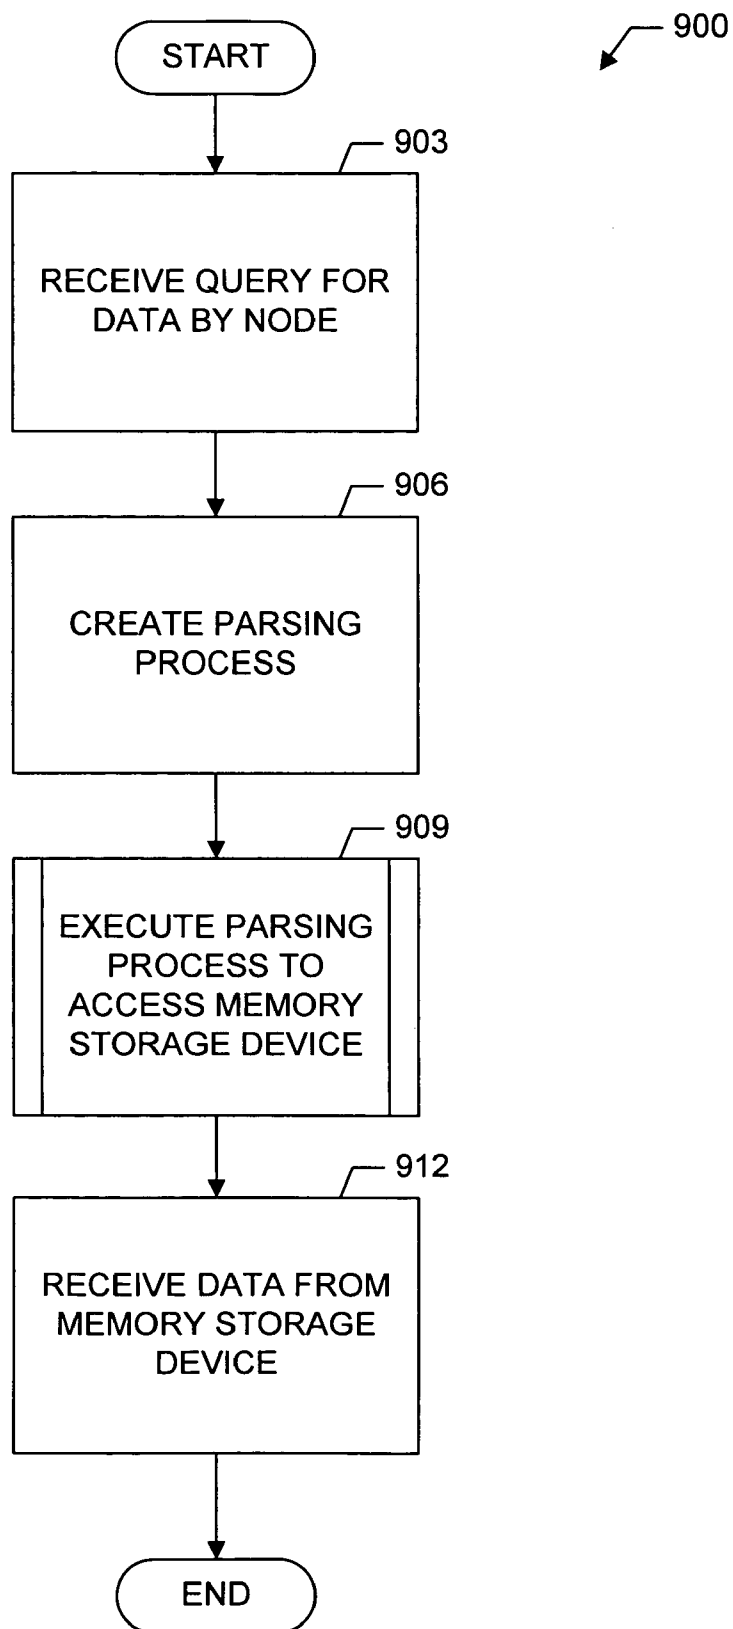 900
START
903
RECEIVE QUERY FOR
DATA BY NODE
906
CREATE PARSING
PROCESS
909
EXECUTE PARSING
PROCESS TO
ACCESS MEMORY
STORAGE DEVICE
912
RECEIVE DATA FROM
MEMORY STORAGE
DEVICE
END